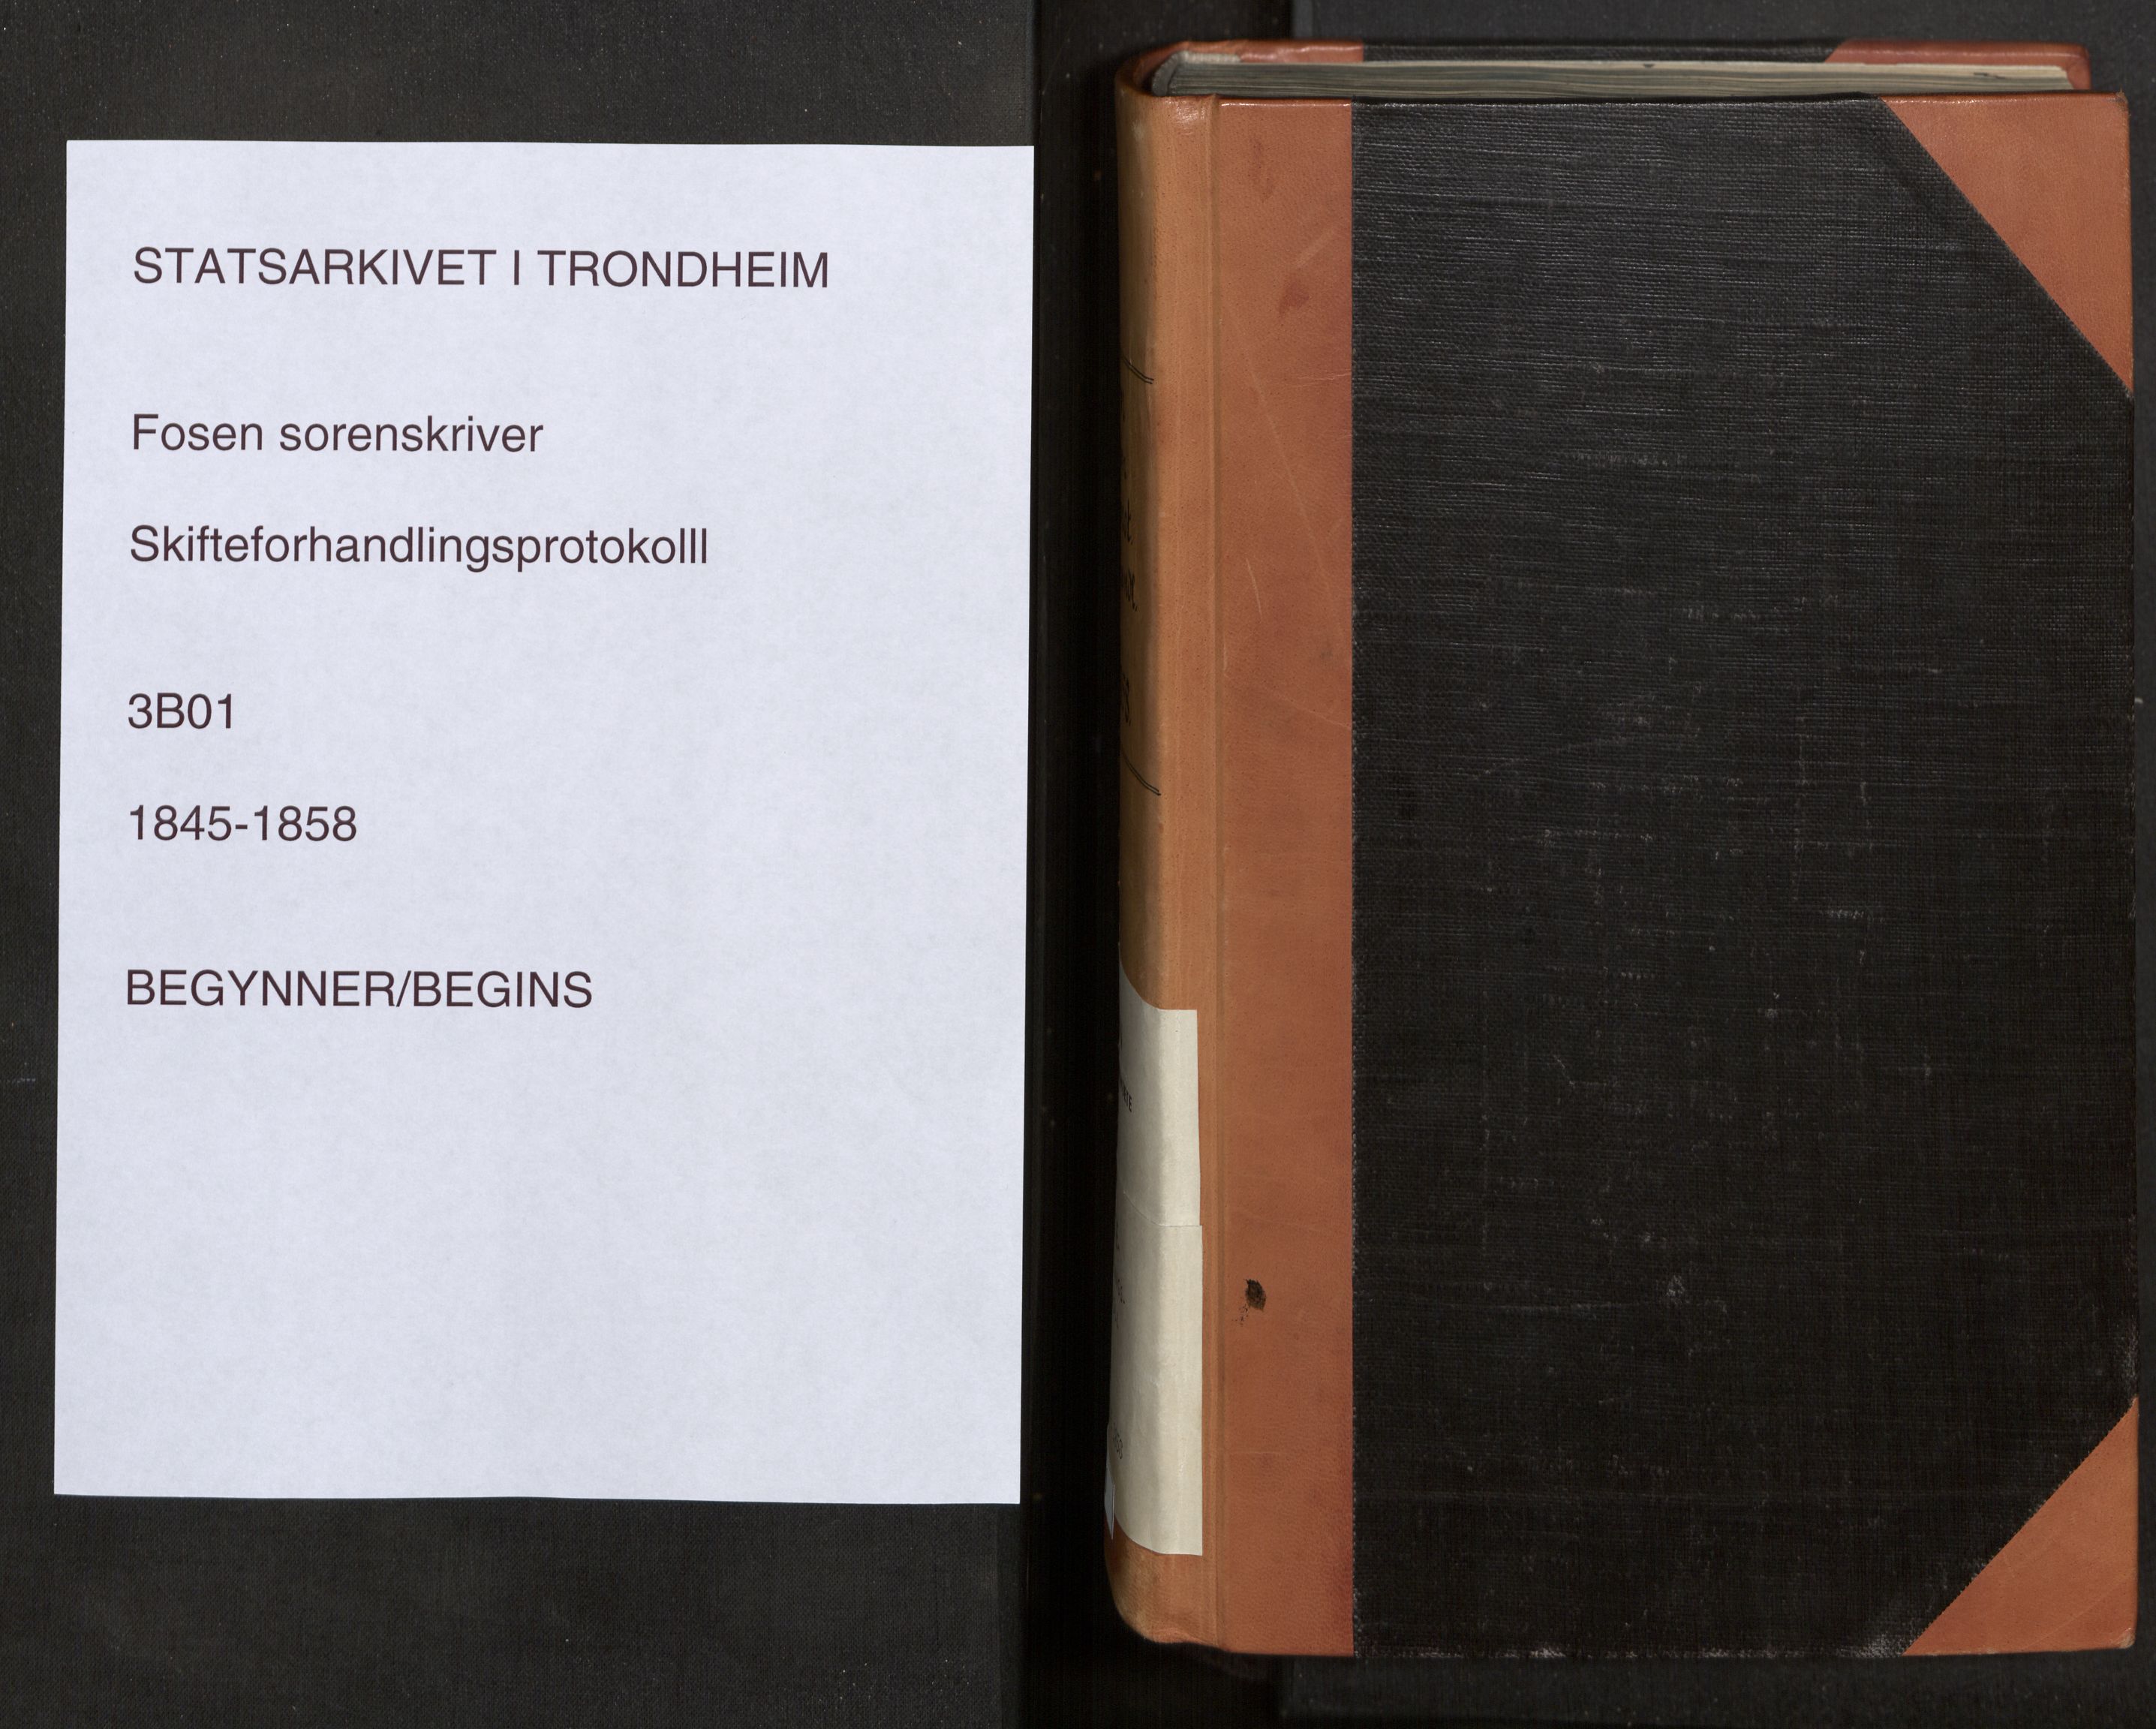 STATSARKIVET I TRONDHEIM
Fosen sorenskriver
Skifteforhandlingsprotokolll
3B01
1845-1858
BEGYNNER/BEGINS